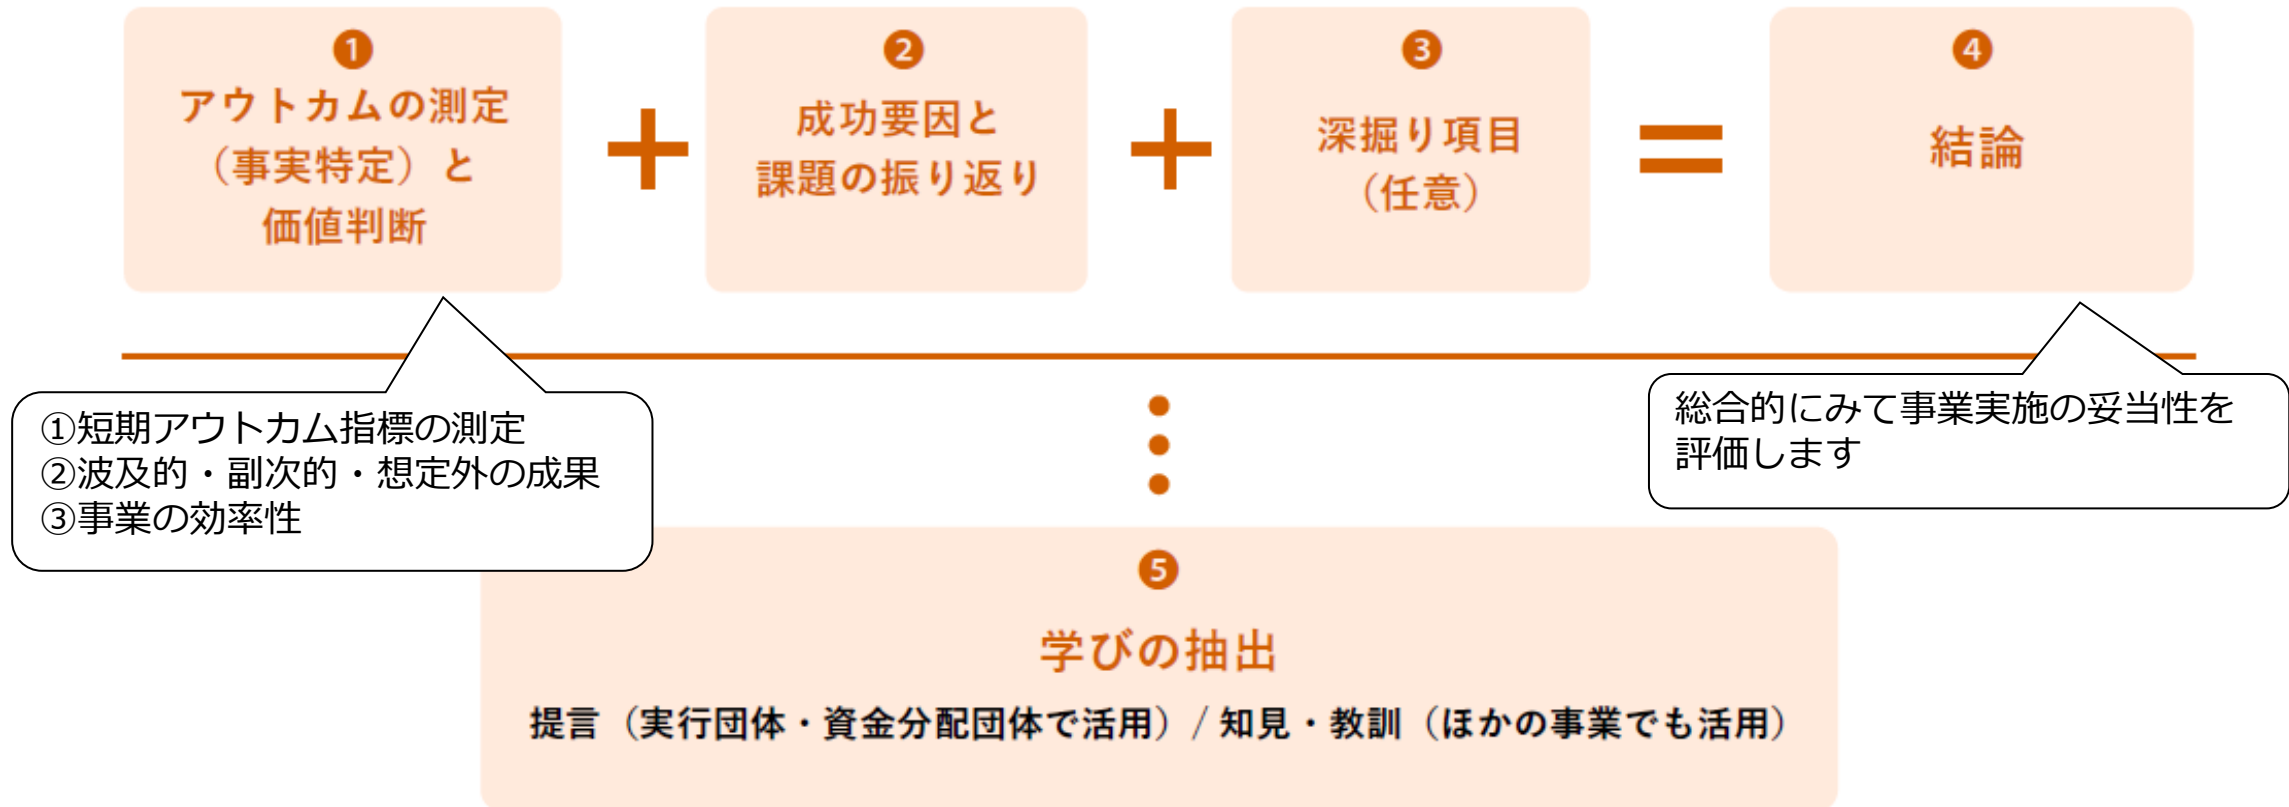 ❶
アウトカムの測定
（事実特定）と
価値判断
+
❷
成功要因と
課題の振り返り
+
❸
深掘り項目
（任意）
=
❹
結論
①短期アウトカム指標の測定
②波及的・副次的・想定外の成果
③事業の効率性
総合的にみて事業実施の妥当性を
評価します
❺
学びの抽出
提言（実行団体・資金分配団体で活用）/ 知見・教訓（ほかの事業でも活用）